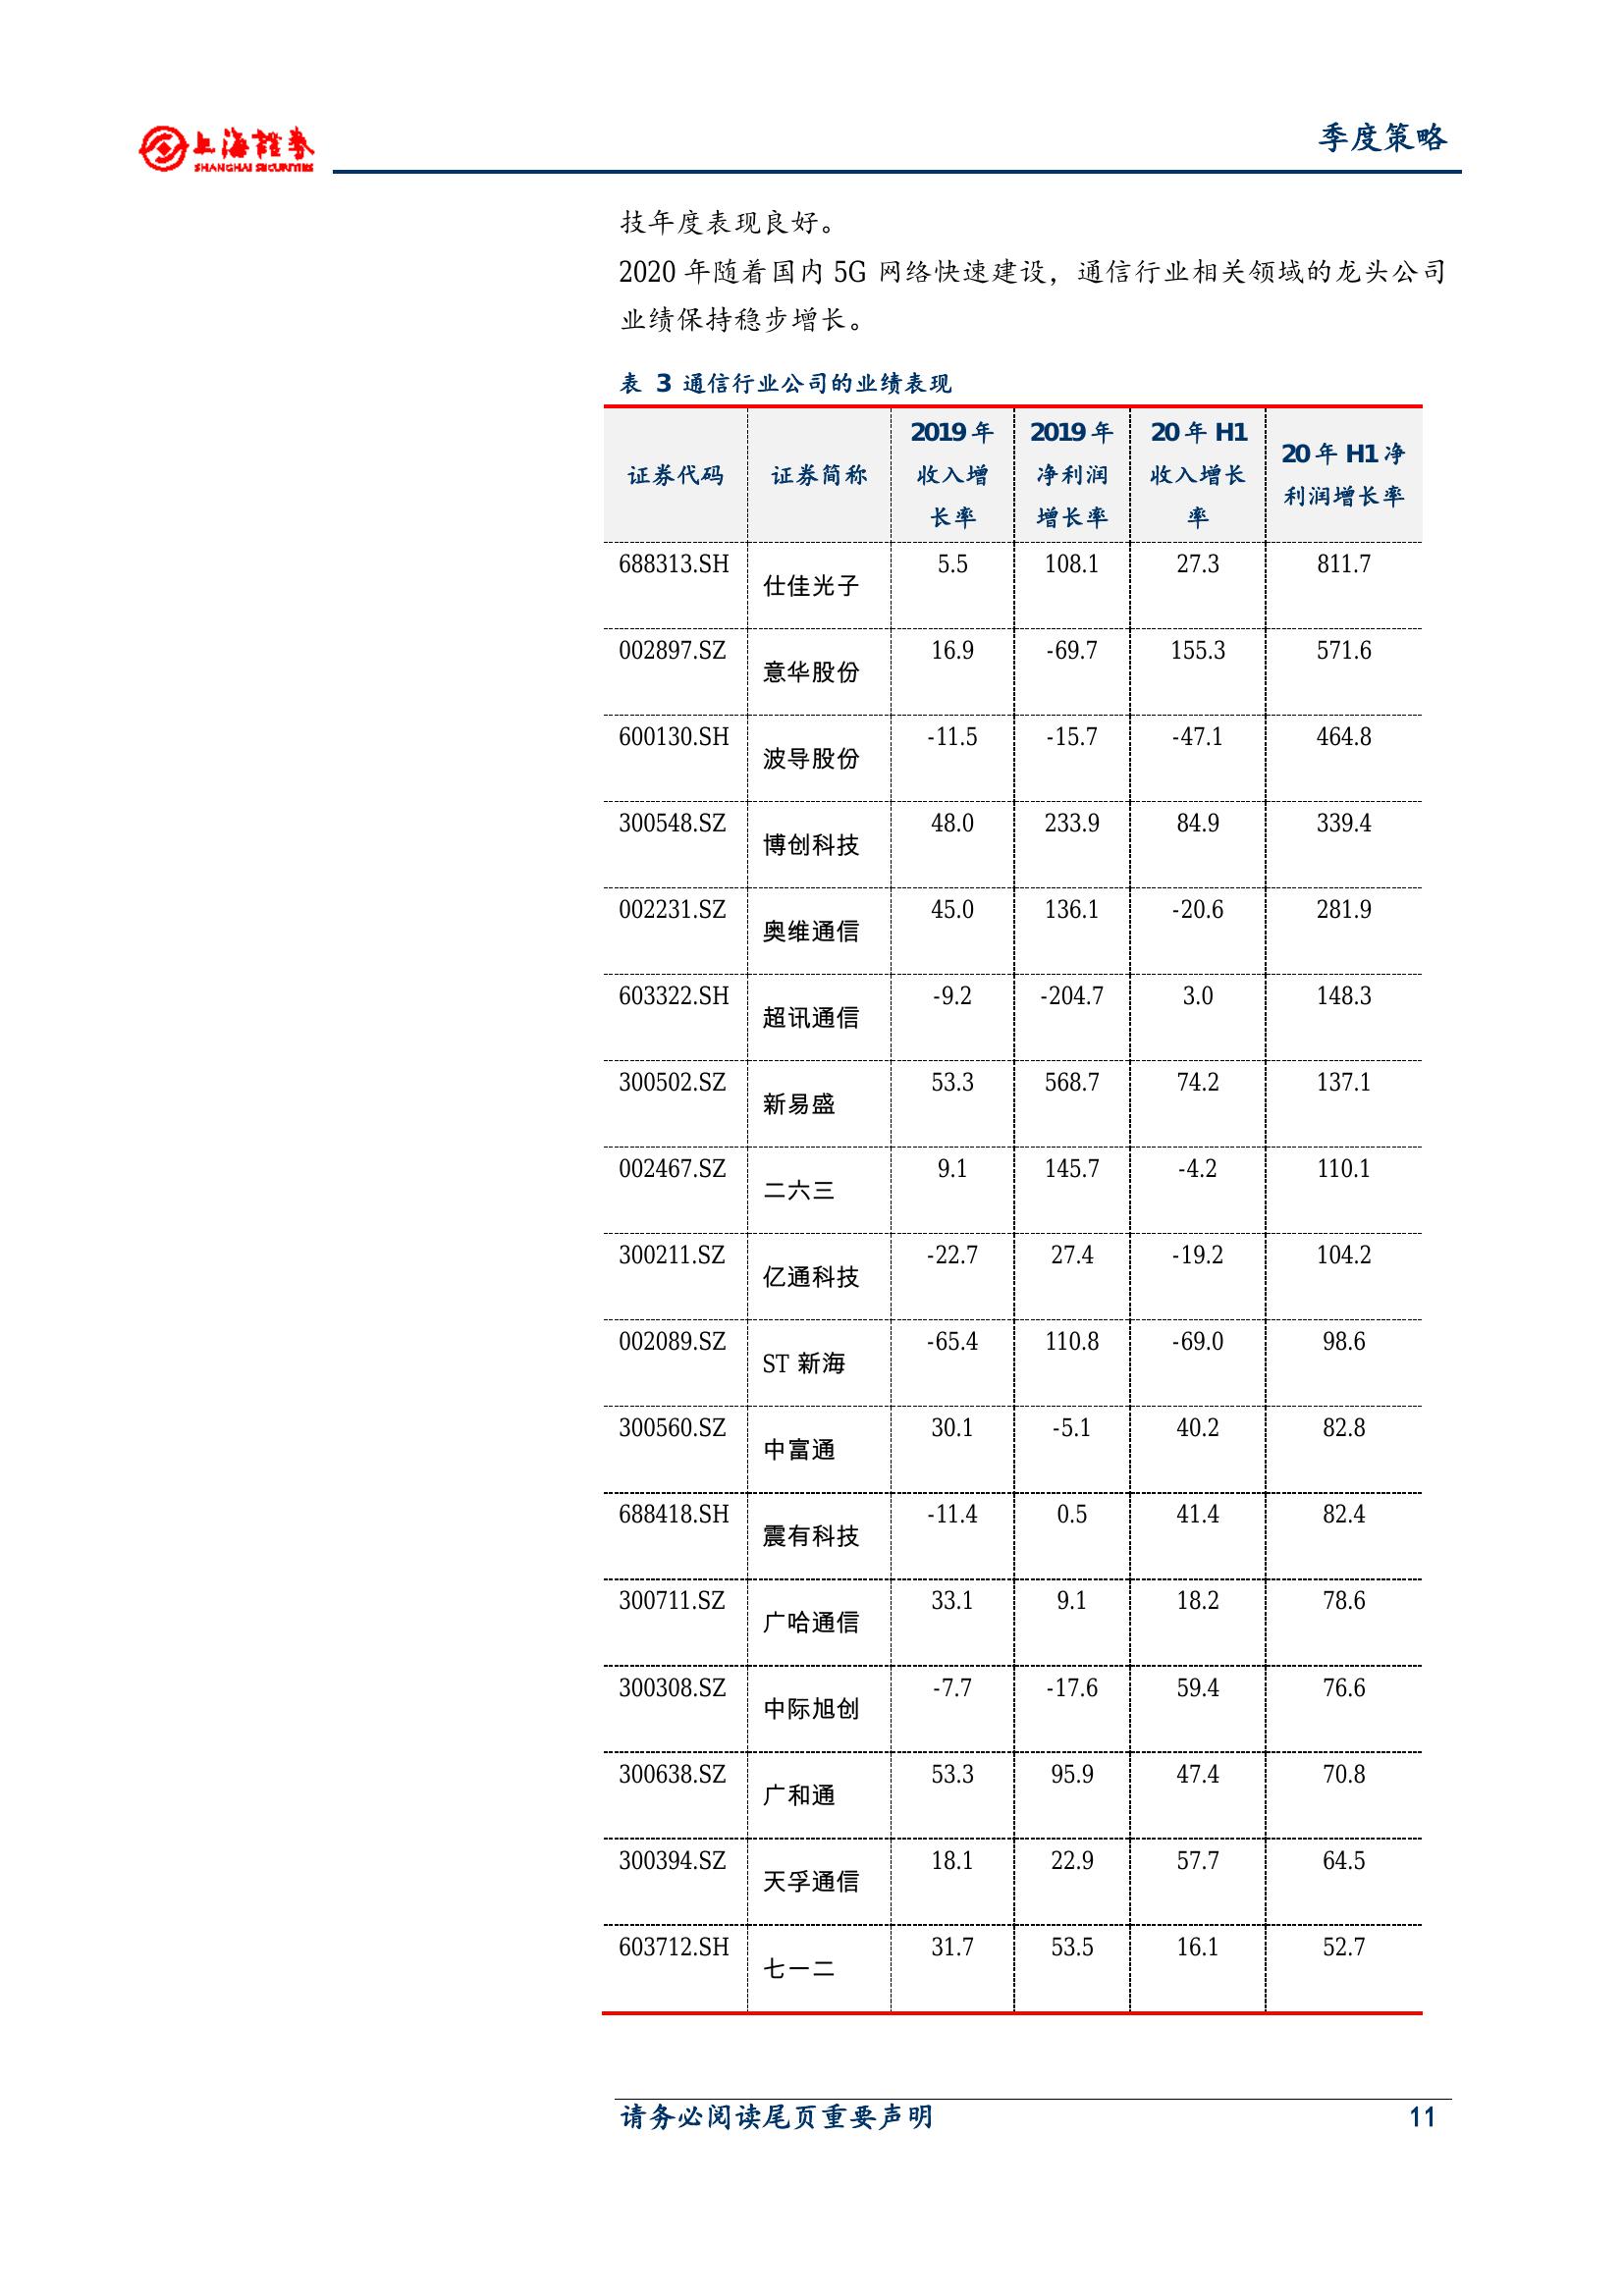 上海證券
SHANGHAI SECURITIES
季度策略
技年度表现良好。
2020 年随着国内 5G 网络快速建设，通信行业相关领域的龙头公司
业绩保持稳步增长。
表 3 通信行业公司的业绩表现
证券代码 证券简称 2019 年收入增长率 2019 年净利润增长率 20 年 H1 收入增长率 20 年 H1 净利润增长率
688313.SH 仕佳光子 5.5 108.1 27.3 811.7
002897.SZ 意华股份 16.9 -69.7 155.3 571.6
600130.SH 波导股份 -11.5 -15.7 -47.1 464.8
300548.SZ 博创科技 48.0 233.9 84.9 339.4
002231.SZ 奥维通信 45.0 136.1 -20.6 281.9
603322.SH 超讯通信 -9.2 -204.7 3.0 148.3
300502.SZ 新易盛 53.3 568.7 74.2 137.1
002467.SZ 二六三 9.1 145.7 -4.2 110.1
300211.SZ 亿通科技 -22.7 27.4 -19.2 104.2
002089.SZ ST 新海 -65.4 110.8 -69.0 98.6
300560.SZ 中富通 30.1 -5.1 40.2 82.8
688418.SH 震有科技 -11.4 0.5 41.4 82.4
300711.SZ 广哈通信 33.1 9.1 18.2 78.6
300308.SZ 中际旭创 -7.7 -17.6 59.4 76.6
300638.SZ 广和通 53.3 95.9 47.4 70.8
300394.SZ 天孚通信 18.1 22.9 57.7 64.5
603712.SH 七一二 31.7 53.5 16.1 52.7
请务必阅读尾页重要声明 11